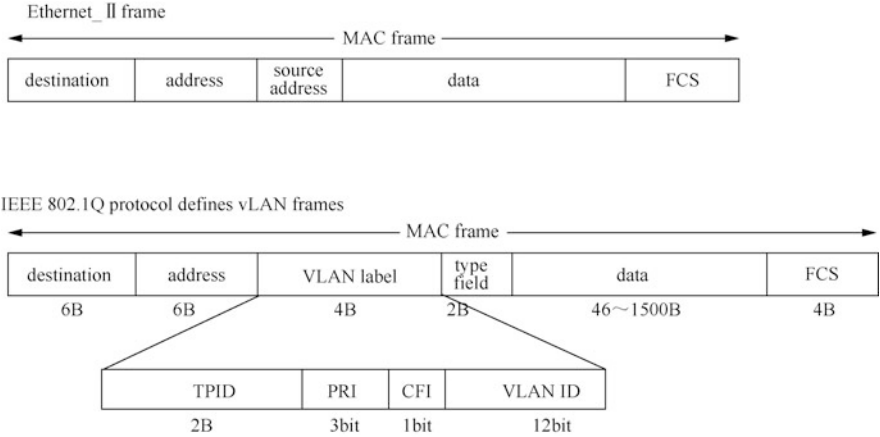 Ethernet_Ⅱ frame
MAC frame
destination address source address data FCS
IEEE 802.1Q protocol defines vLAN frames
MAC frame
destination address VLAN label type field data FCS
6B 6B 4B 2B 46～1500B 4B
TPID PRI CFI VLAN ID
2B 3bit 1bit 12bit